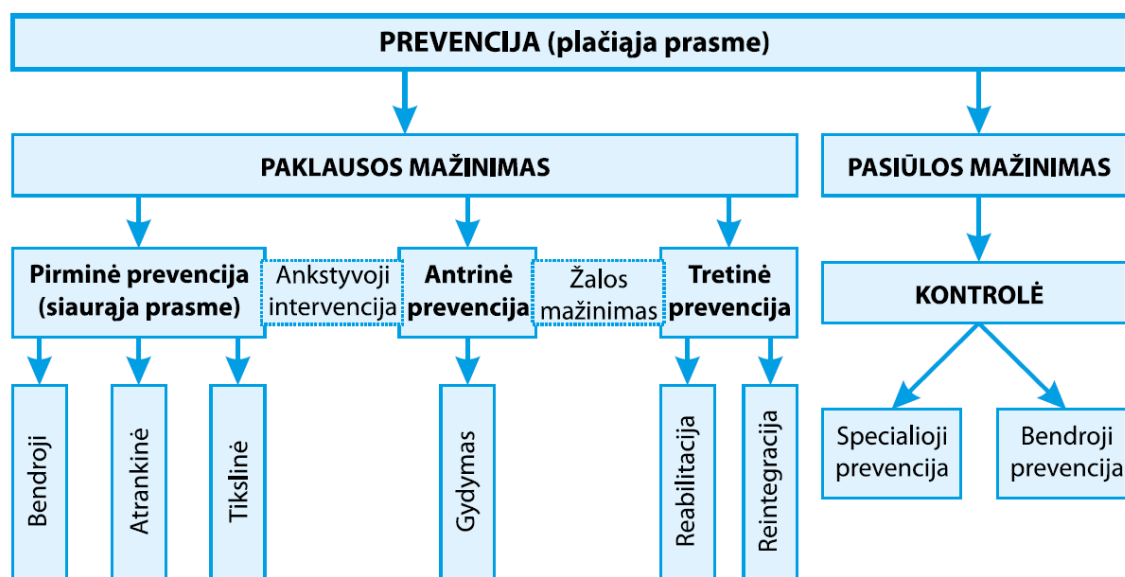 PREVENCIJA (plačiąja prasme)
PAKLAUSOS MAŽINIMAS
PASIŪLOS MAŽINIMAS
Pirminė prevencija
(siaurąja prasme)
Ankstyvoji
intervencija
Antrinė
prevencija
Žalos
mažinimas
Tretinė
prevencija
KONTROLĖ
Bendroji
Atrankinė
Tikslinė
Gydymas
Reabilitacija
Reintegracija
Specialioji
prevencija
Bendroji
prevencija